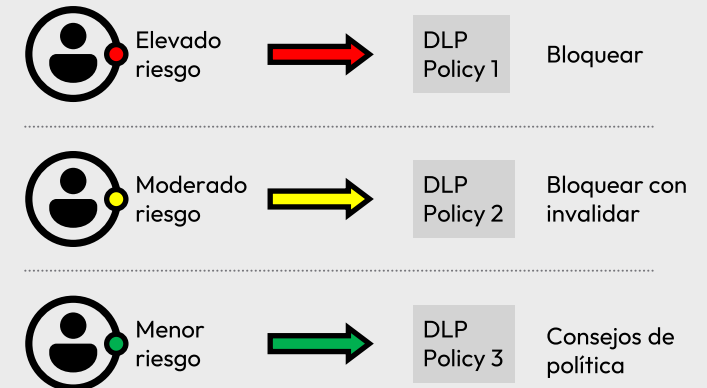 Elevado
riesgo
DLP
Policy 1
Bloquear
Moderado
riesgo
DLP
Policy 2
Bloquear con
invalidar
Menor
riesgo
DLP
Policy 3
Consejos de
política